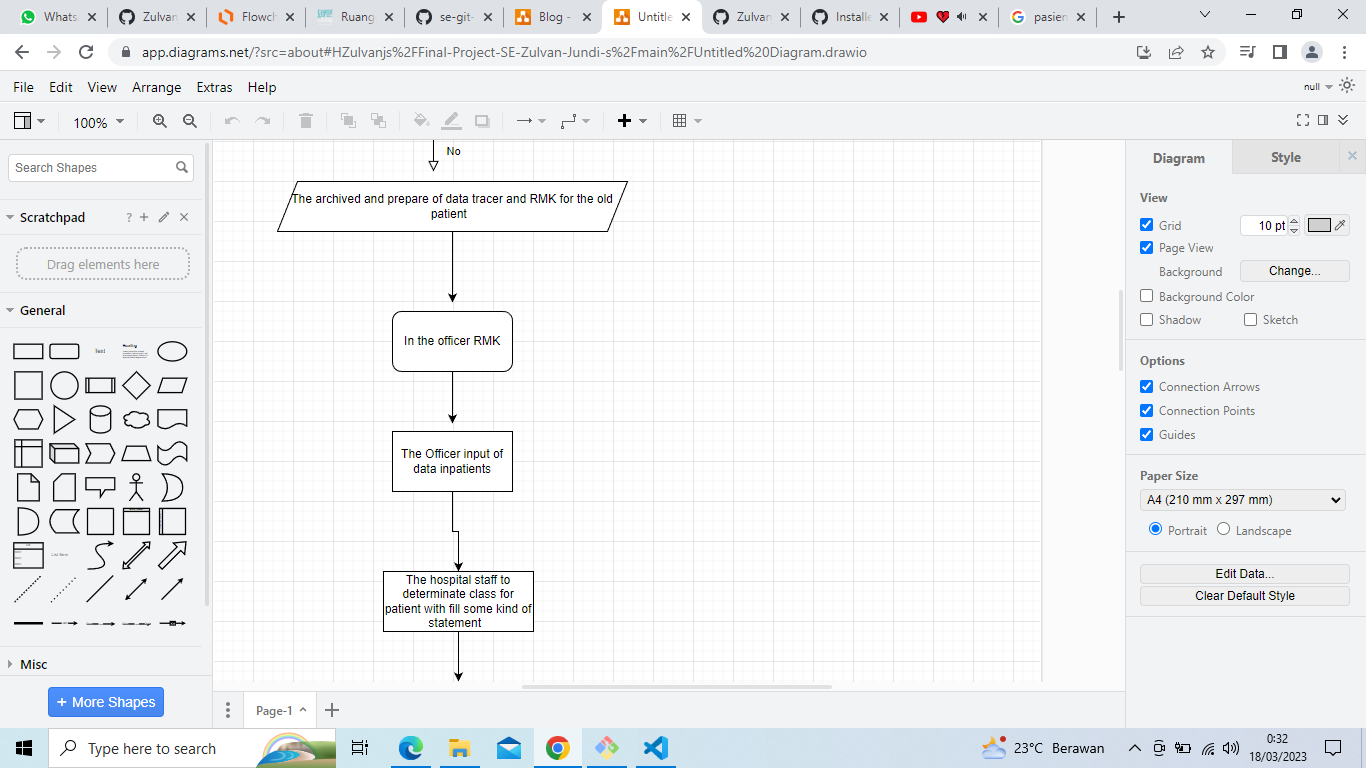 Whats
Zulvan
Flowch
Ruang
se-git-
Blog -
Untitle
Zulvan
Installe
pasien
app.diagrams.net/?src=about#HZulvanjs%2FFinal-Project-SE-Zulvan-Jundi-s%2Fmain%2FUntitled%20Diagram.drawio
File Edit View Arrange Extras Help
null
100%
Search Shapes
Scratchpad
?
Drag elements here
General
Text
Heading
List Item
Misc
+ More Shapes
No
The archived and prepare of data tracer and RMK for the old
patient
In the officer RMK
The Officer input of
data inpatients
The hospital staff to
determinate class for
patient with fill some kind of
statement
Page-1
Diagram
Style
View
Grid
10 pt
Page View
Background
Change...
Background Color
Shadow
Sketch
Options
Connection Arrows
Connection Points
Guides
Paper Size
A4 (210 mm x 297 mm)
Portrait
Landscape
Edit Data...
Clear Default Style
Type here to search
23°C Berawan
0:32
18/03/2023